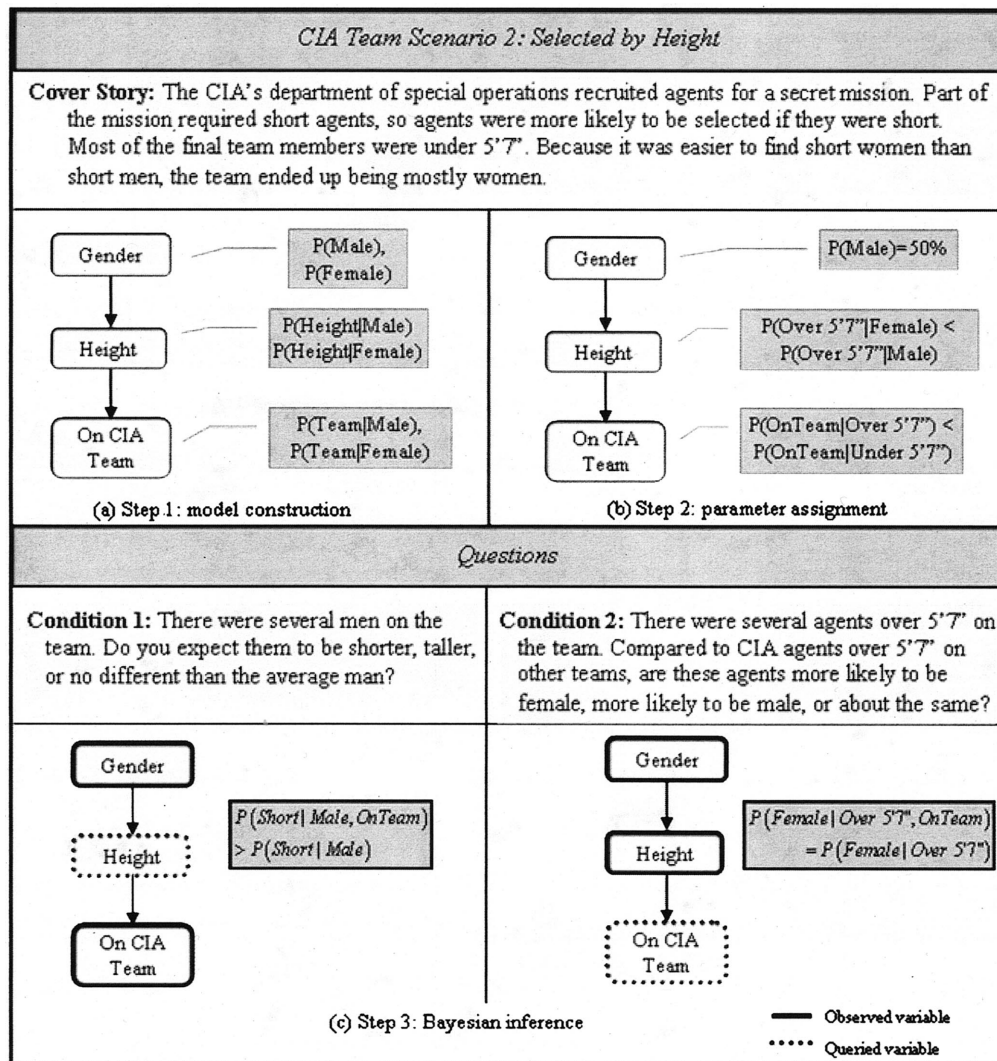 CIA Team Scenario 2: Selected by Height
Cover Story: The CIA's department of special operations recruited agents for a secret mission. Part of
the mission required short agents, so agents were more likely to be selected if they were short.
Most of the final team members were under 5'7'. Because it was easier to find short women than
short men, the team ended up being mostly women.
Gender
P(Male),
P(Female)
Height
P(Height|Male)
P(Height|Female)
On CIA
Team
P(Team|Male),
P(Team|Female)
(a) Step 1: model construction
Gender
P(Male)=50%
Height
P(Over 5'7"|Female) <
P(Over 5'7"|Male)
On CIA
Team
P(OnTeam|Over 5'7") <
P(OnTeam|Under 5'7")
(b) Step 2: parameter assignment
Questions
Condition 1: There were several men on the
team. Do you expect them to be shorter, taller,
or no different than the average man?
Gender
Height
On CIA
Team
P(Short| Male, OnTeam)
> P(Short| Male)
Condition 2: There were several agents over 5'7' on
the team. Compared to CIA agents over 5'7' on
other teams, are these agents more likely to be
female, more likely to be male, or about the same?
Gender
Height
On CIA
Team
P(Female| Over 5'7", OnTeam)
= P(Female| Over 5'7")
(c) Step 3: Bayesian inference
Observed variable
Queried variable